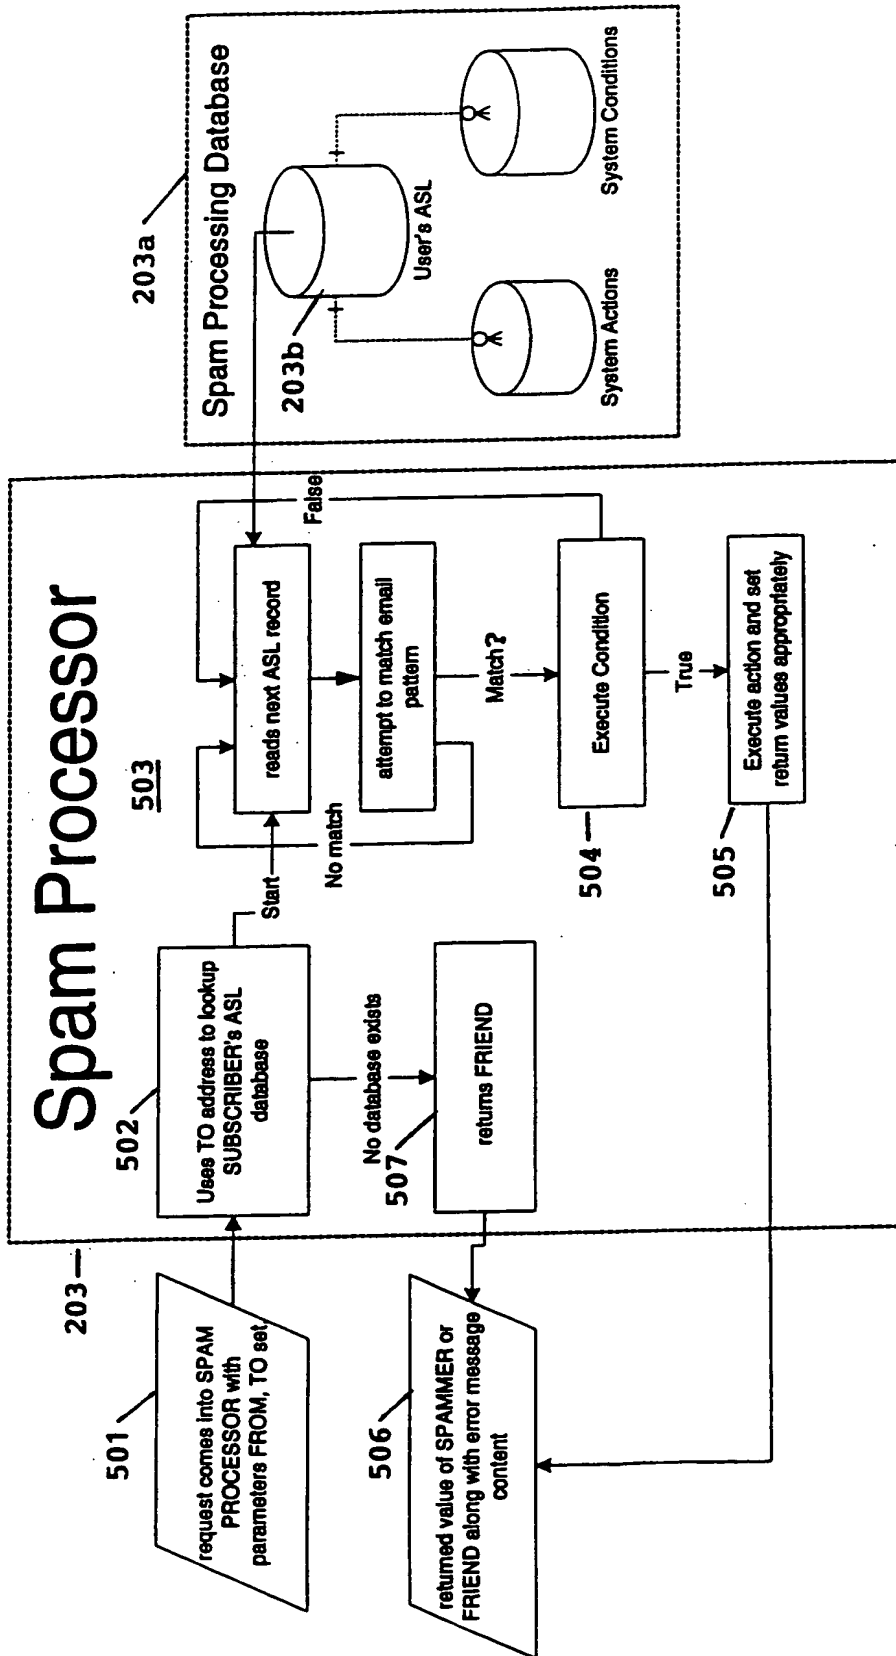 Spam Processor
203
501
request comes into SPAM
PROCESSOR with
parameters FROM, TO set.
502
Uses TO address to lookup
SUBSCRIBER's ASL
database
Start
No database exists
507
returns FRIEND
506
returned value of SPAMMER or
FRIEND along with error message
content
503
reads next ASL record
No match
False
attempt to match email
pattern
Match?
504
Execute Condition
True
505
Execute action and set
return values appropriately
203a
Spam Processing Database
203b
User's ASL
System Actions
System Conditions